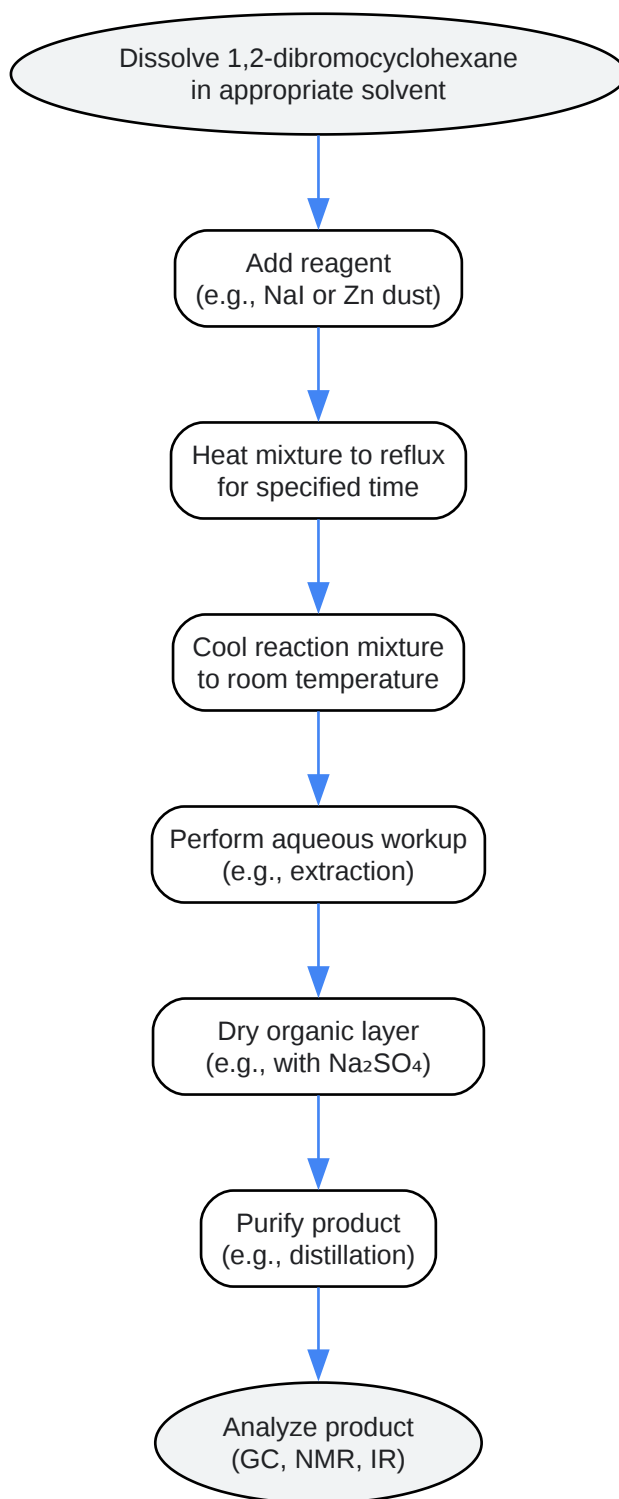 Dissolve 1,2-dibromocyclohexane
in appropriate solvent
Add reagent
(e.g., NaI or Zn dust)
Heat mixture to reflux
for specified time
Cool reaction mixture
to room temperature
Perform aqueous workup
(e.g., extraction)
Dry organic layer
(e.g., with Na₂SO₄)
Purify product
(e.g., distillation)
Analyze product
(GC, NMR, IR)